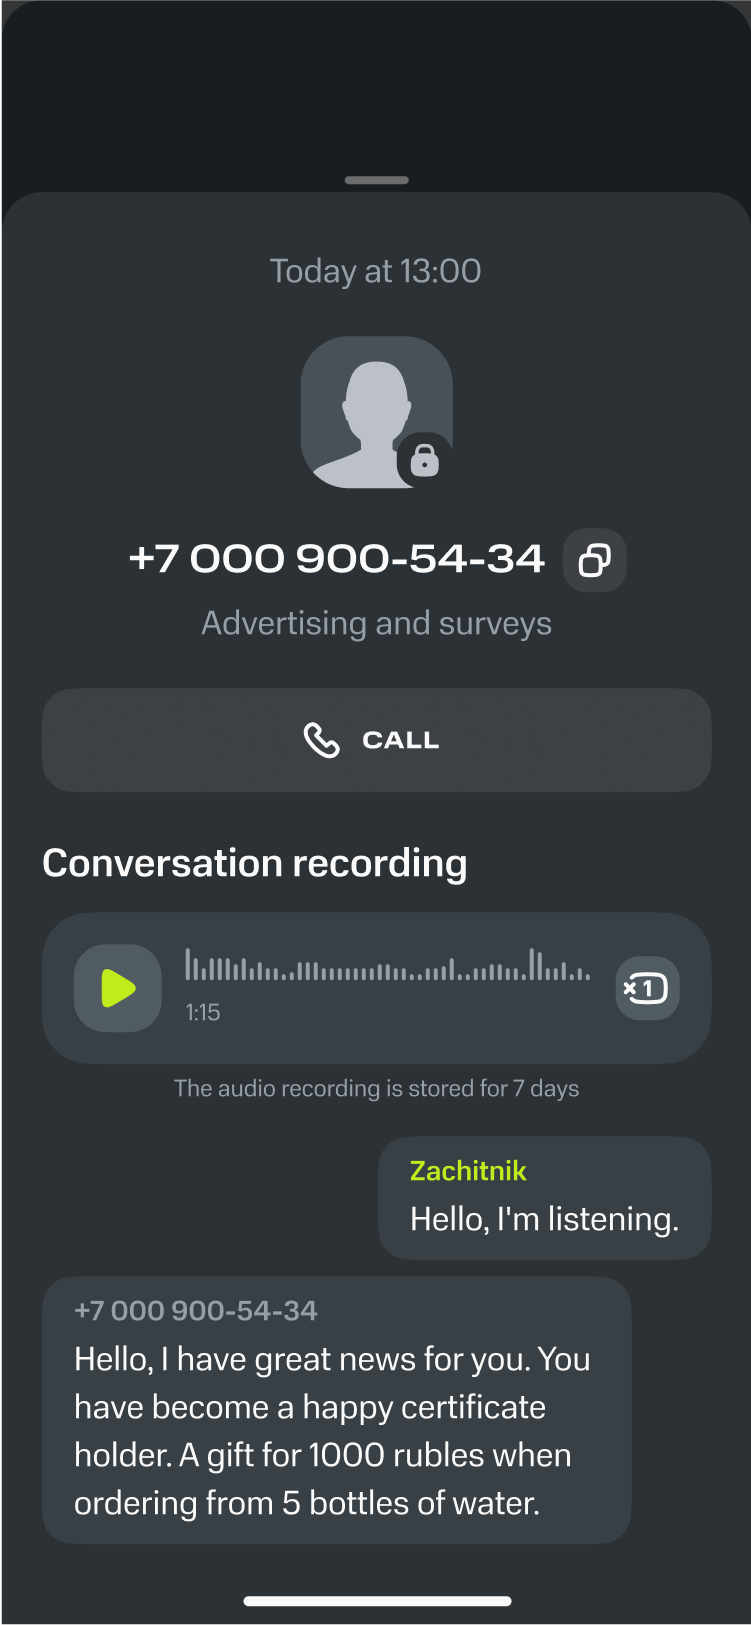 Today at 13:00
+7 000 900-54-34
Advertising and surveys
CALL
Conversation recording
1:15
×1
The audio recording is stored for 7 days
Zachitnik
Hello, I'm listening.
+7 000 900-54-34
Hello, I have great news for you. You
have become a happy certificate
holder. A gift for 1000 rubles when
ordering from 5 bottles of water.